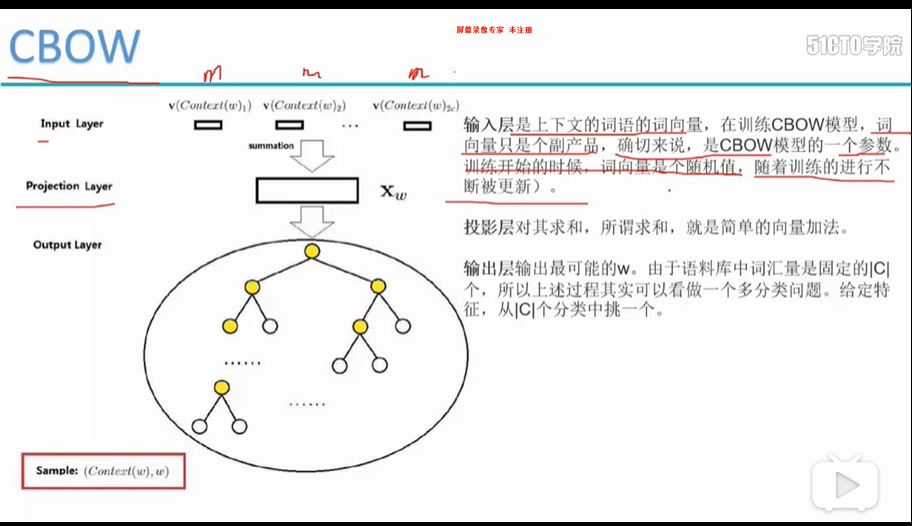 屏幕录像专家 未注册
CBOW
51CTO学院
m m m
v(Context(w)₁) v(Context(w)₂) v(Context(w)₂c)
Input Layer
...
summation
Projection Layer
Xw
Output Layer
......
......
Sample: (Context(w), w)
输入层是上下文的词语的词向量，在训练CBOW模型，词
向量只是个副产品，确切来说，是CBOW模型的一个参数。
训练开始的时候，词向量是个随机值，随着训练的进行不
断被更新）。
投影层对其求和，所谓求和，就是简单的向量加法。
输出层输出最可能的w。由于语料库中词汇量是固定的|C|
个，所以上述过程其实可以看做一个多分类问题。给定特
征，从|C|个分类中挑一个。